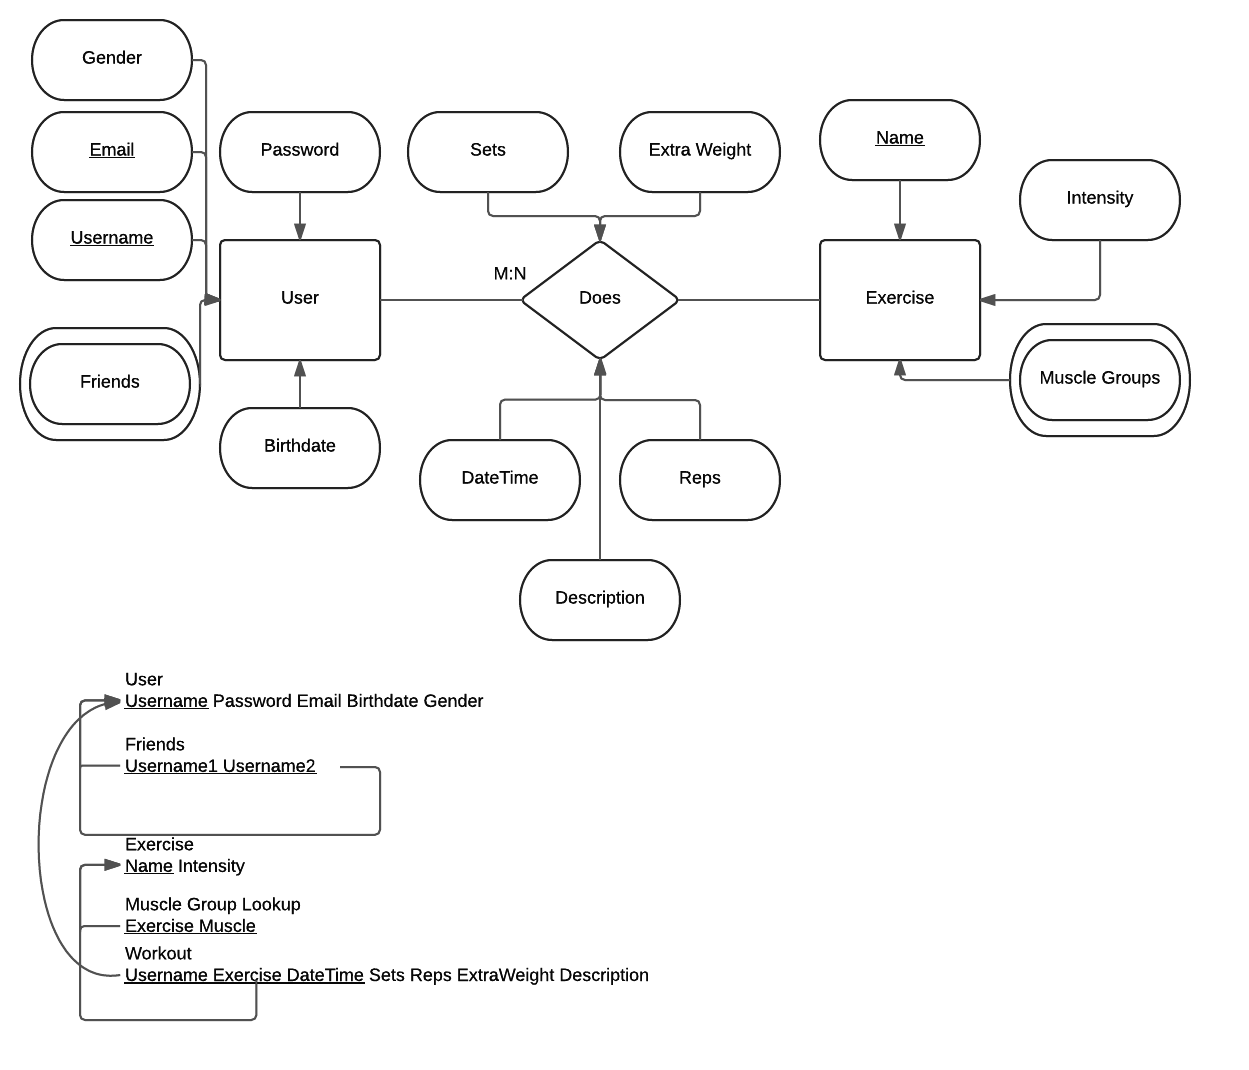 Gender
Email
Username
Friends
Password
User
Birthdate
Sets
Extra Weight
M:N
Does
DateTime
Reps
Description
Name
Intensity
Exercise
Muscle Groups
User
Username Password Email Birthdate Gender
Friends
Username1 Username2
Exercise
Name Intensity
Muscle Group Lookup
Exercise Muscle
Workout
Username Exercise DateTime Sets Reps ExtraWeight Description